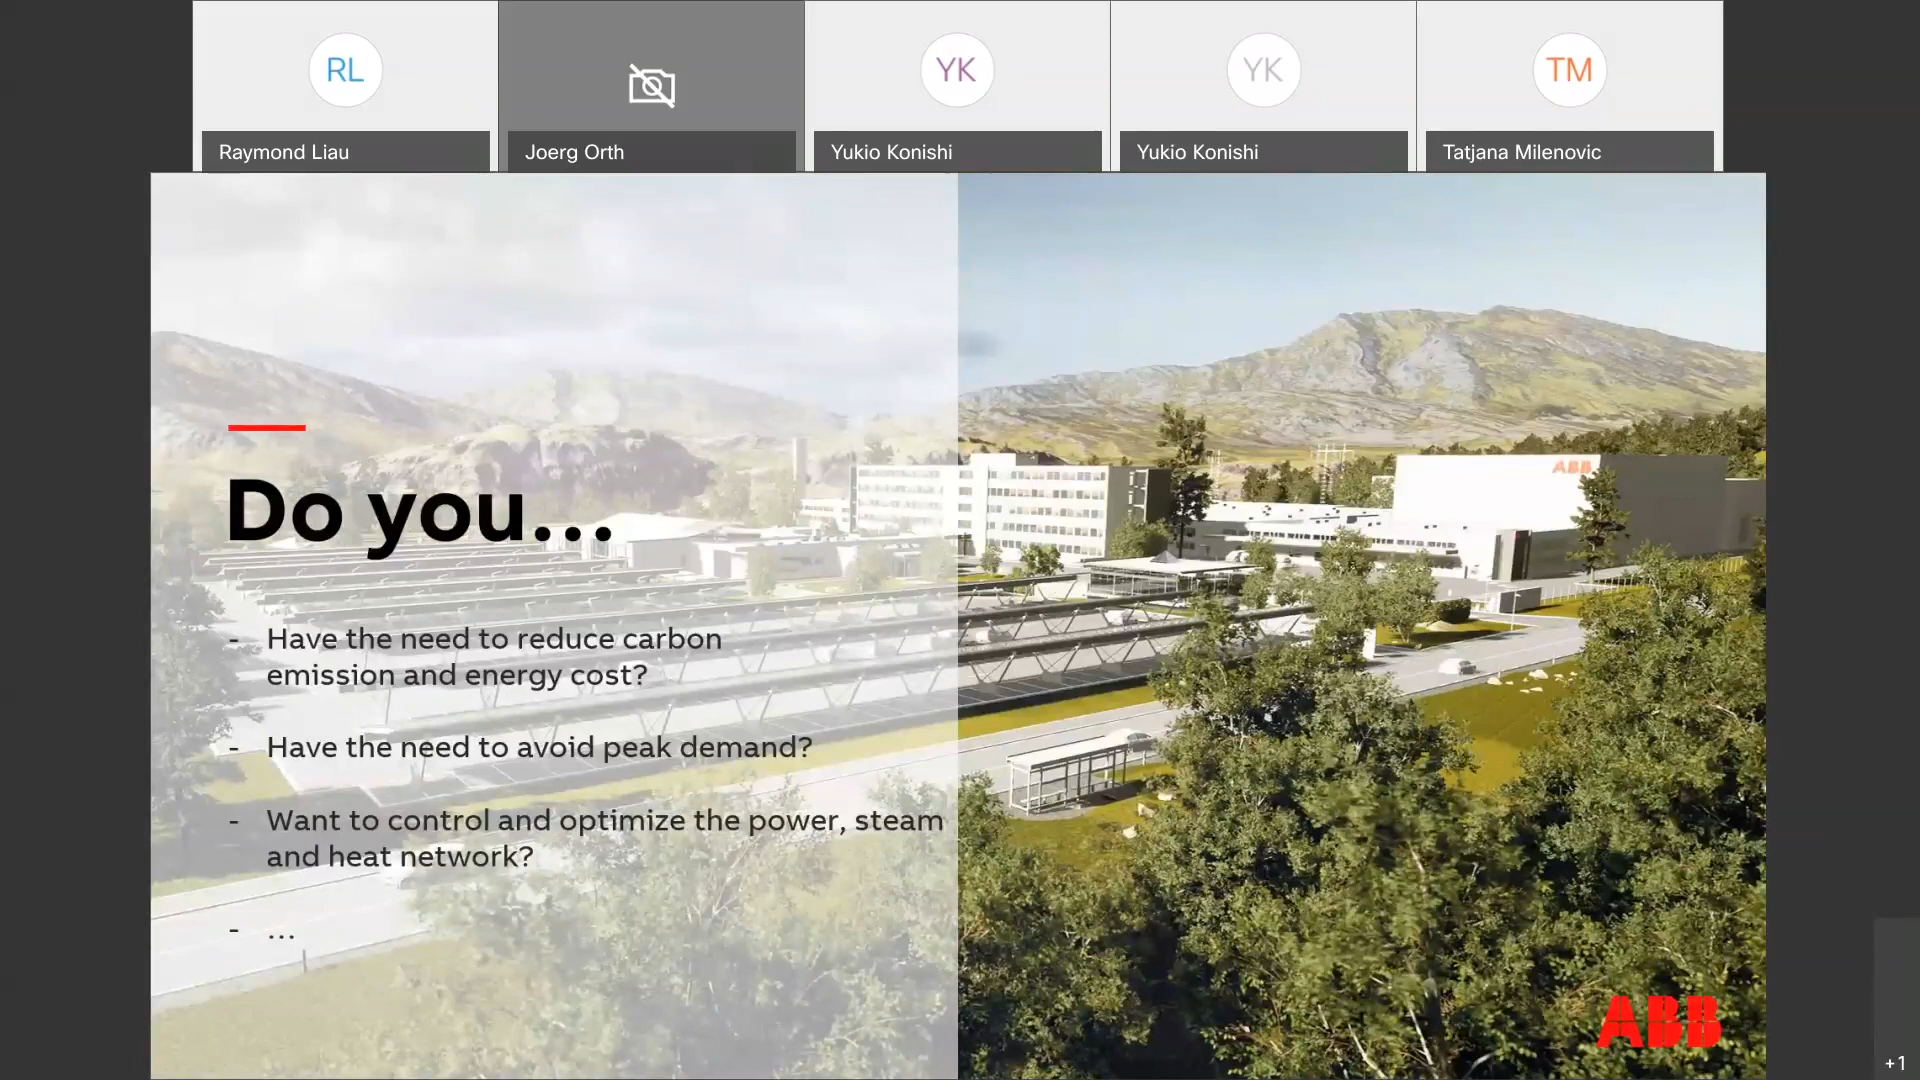 RL
YK
YK
TM
Raymond Liau
Joerg Orth
Yukio Konishi
Yukio Konishi
Tatjana Milenovic
ABB
Do you...
- Have the need to reduce carbon
emission and energy cost?
- Have the need to avoid peak demand?
- Want to control and optimize the power, steam
and heat network?
- ...
ABB
+1